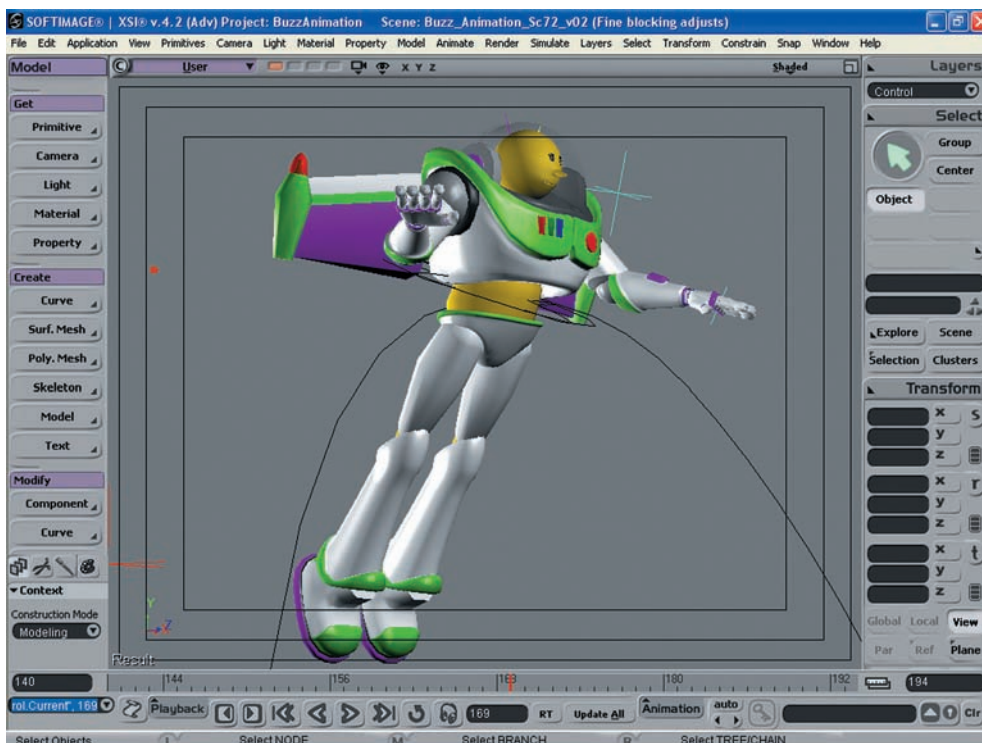 SOFTIMAGE® | XSI® v.4.2 (Adv) Project: BuzzAnimation Scene: Buzz_Animation_Sc72_v02 (Fine blocking adjusts)
File Edit Application View Primitives Camera Light Material Property Model Animate Render Simulate Layers Select Transform Constrain Snap Window Help
Model
C User X Y Z Shaded
Layers
Control
Get
Primitive
Camera
Light
Material
Property
Create
Curve
Surf. Mesh
Poly. Mesh
Skeleton
Model
Text
Modify
Component
Curve
Context
Construction Mode
Modeling
Select
Group
Center
Object
Explore Scene
Selection Clusters
Transform
x s
y
z
x r
y
z
x t
y
z
Global Local View
Par Ref Plane
Y
Z
Result
140 144 156 168 180 192 194
rol.Current", 169 Playback 169 RT Update All Animation auto Clr
Select Objects L Select NODE M Select BRANCH R Select TREE/CHAIN